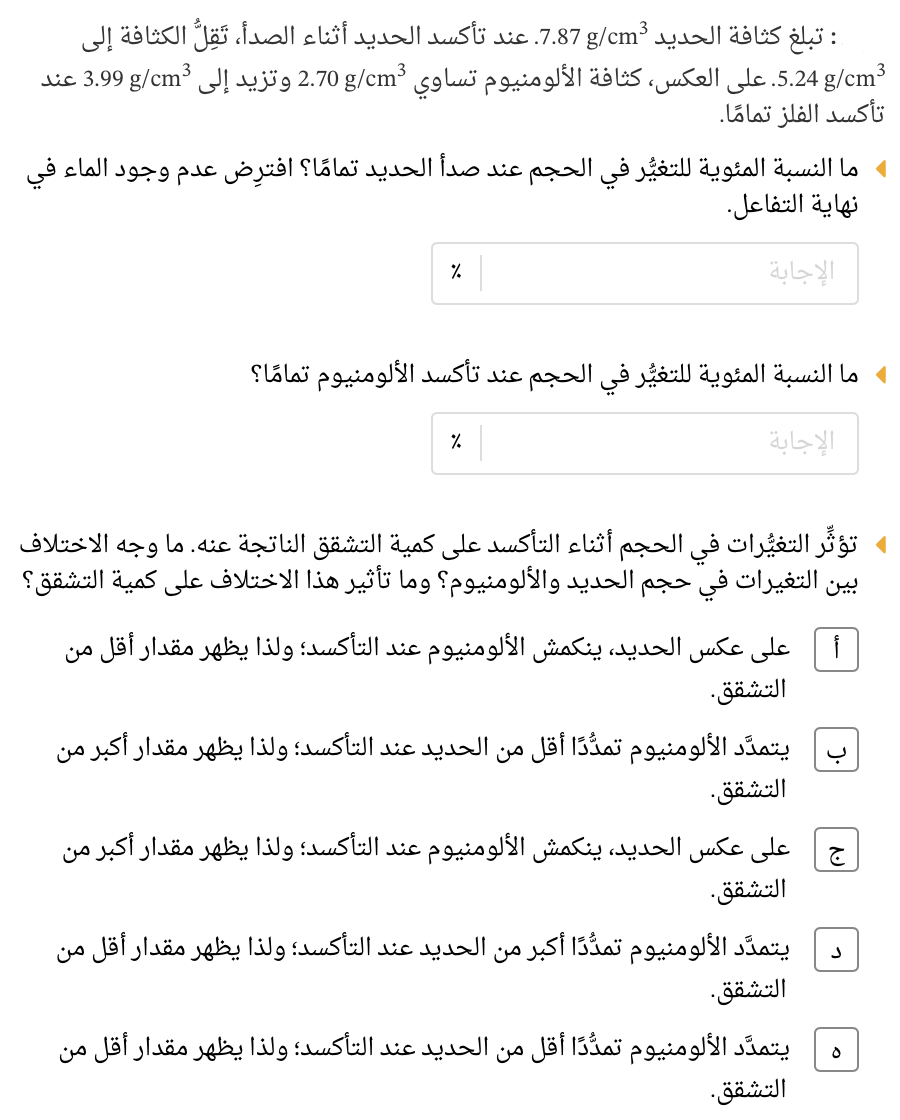 : تبلغ كثافة الحديد 7.87 g/cm³. عند تأكسد الحديد أثناء الصدأ، تَقِلُّ الكثافة إلى
5.24 g/cm³. على العكس، كثافة الألومنيوم تساوي 2.70 g/cm³ وتزيد إلى 3.99 g/cm³ عند
تأكسد الفلز تمامًا.
ما النسبة المئوية للتغيُّر في الحجم عند صدأ الحديد تمامًا؟ افترِض عدم وجود الماء في
نهاية التفاعل.
الإجابة ٪
ما النسبة المئوية للتغيُّر في الحجم عند تأكسد الألومنيوم تمامًا؟
الإجابة ٪
تؤثِّر التغيُّرات في الحجم أثناء التأكسد على كمية التشقق الناتجة عنه. ما وجه الاختلاف
بين التغيرات في حجم الحديد والألومنيوم؟ وما تأثير هذا الاختلاف على كمية التشقق؟
أ على عكس الحديد، ينكمش الألومنيوم عند التأكسد؛ ولذا يظهر مقدار أقل من
التشقق.
ب يتمدَّد الألومنيوم تمدُّدًا أقل من الحديد عند التأكسد؛ ولذا يظهر مقدار أكبر من
التشقق.
ج على عكس الحديد، ينكمش الألومنيوم عند التأكسد؛ ولذا يظهر مقدار أكبر من
التشقق.
د يتمدَّد الألومنيوم تمدُّدًا أكبر من الحديد عند التأكسد؛ ولذا يظهر مقدار أقل من
التشقق.
ه يتمدَّد الألومنيوم تمدُّدًا أقل من الحديد عند التأكسد؛ ولذا يظهر مقدار أقل من
التشقق.